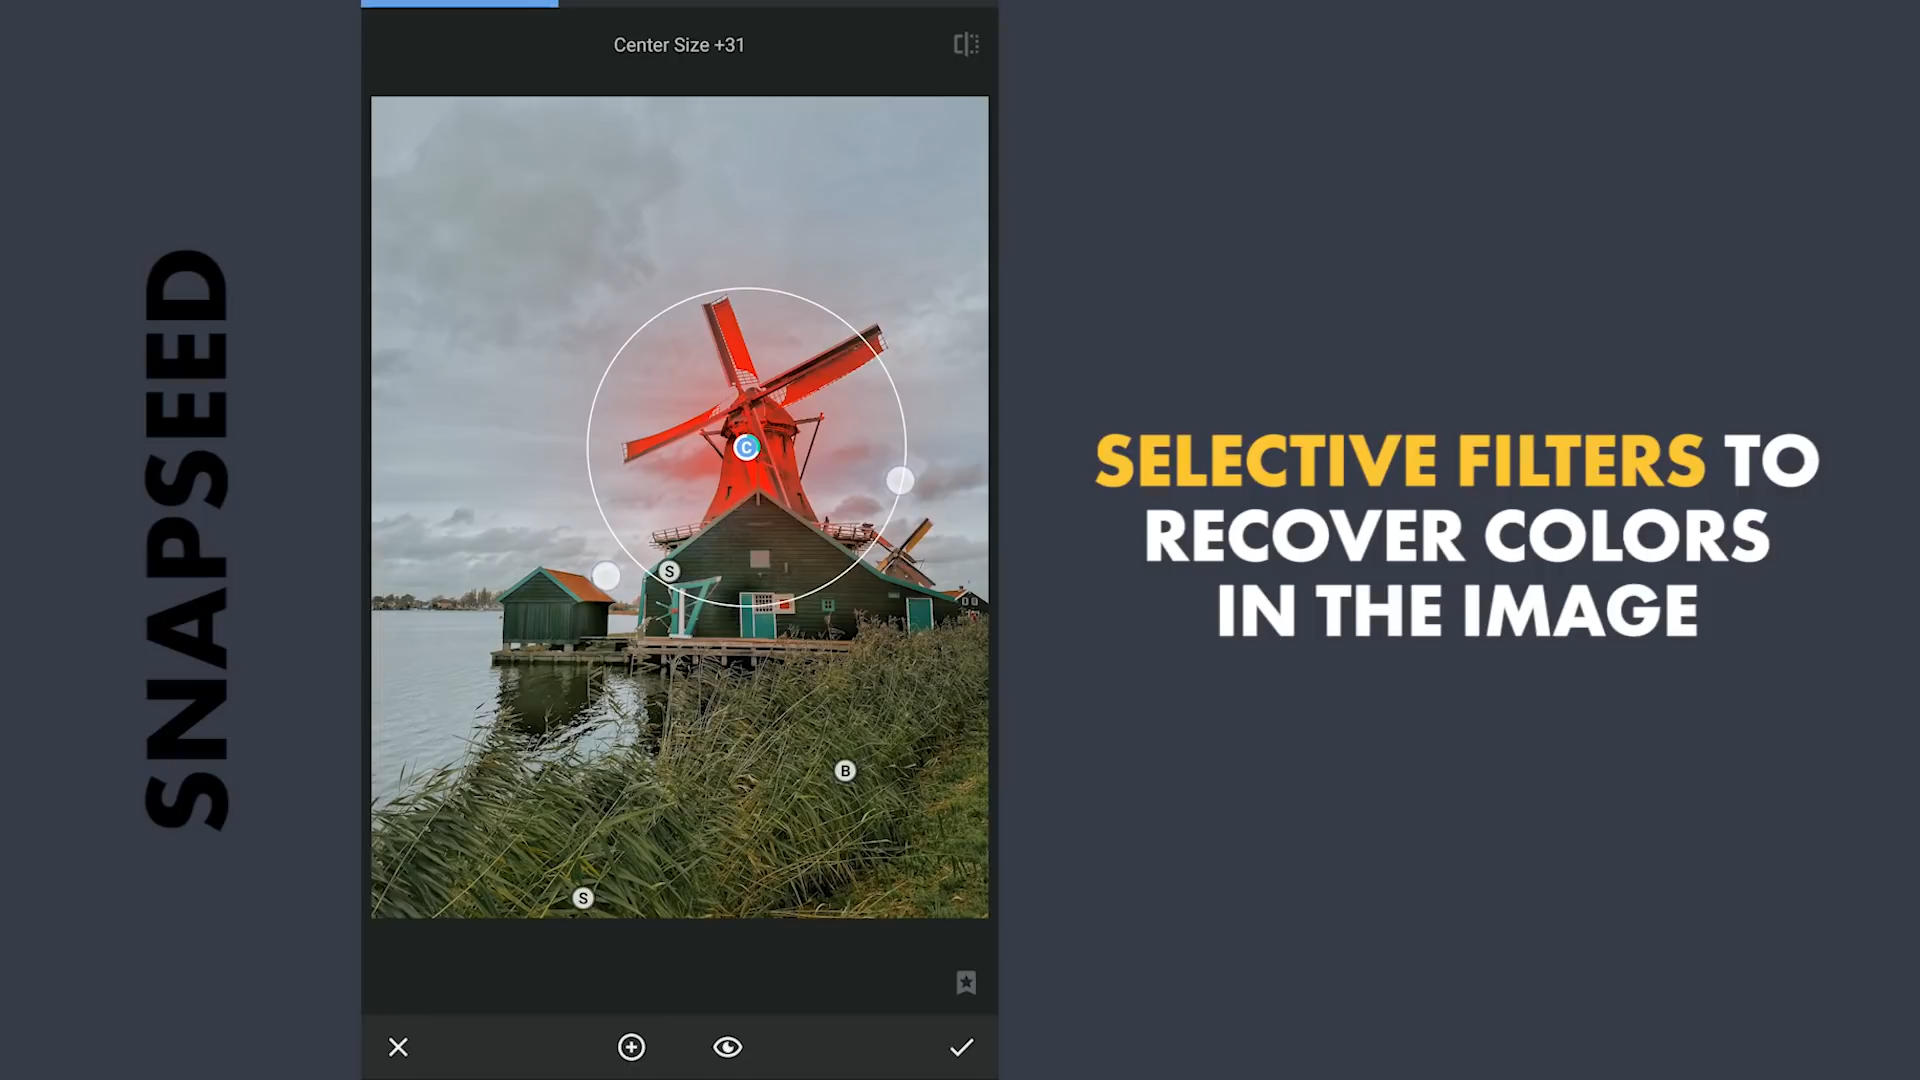 SNAPSEED
Center Size +31
C
S
B
S
SELECTIVE FILTERS TO
RECOVER COLORS
IN THE IMAGE